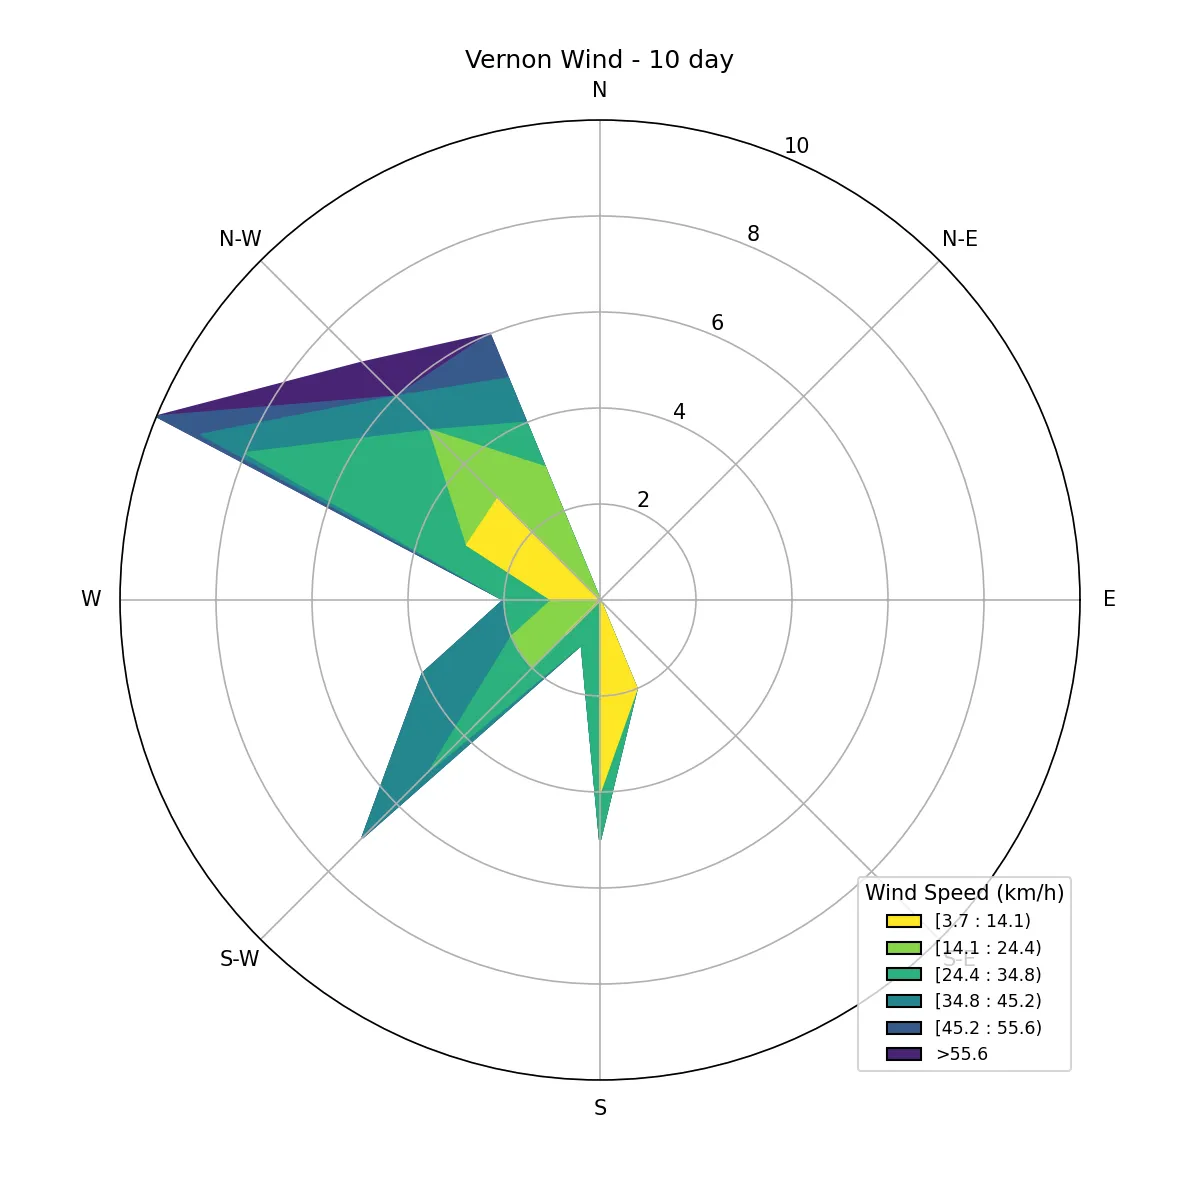 Vernon Wind - 10 day
N
10
N-W
N-E
8
6
4
2
W
E
Wind Speed (km/h)
[3.7 : 14.1)
[14.1 : 24.4)
S-W
S-E
[24.4 : 34.8)
[34.8 : 45.2)
[45.2 : 55.6)
>55.6
S